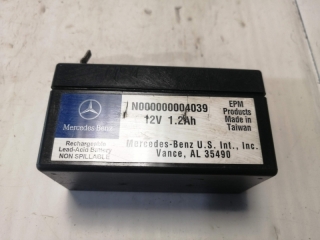 N000000004039
12V 1.2Ah
EPM
Products
Made in
Taiwan
Mercedes-Benz
Rechargeable
Lead-Acid Battery
NON SPILLABLE
Mercedes-Benz U.S. Int., Inc.
Vance, AL 35490